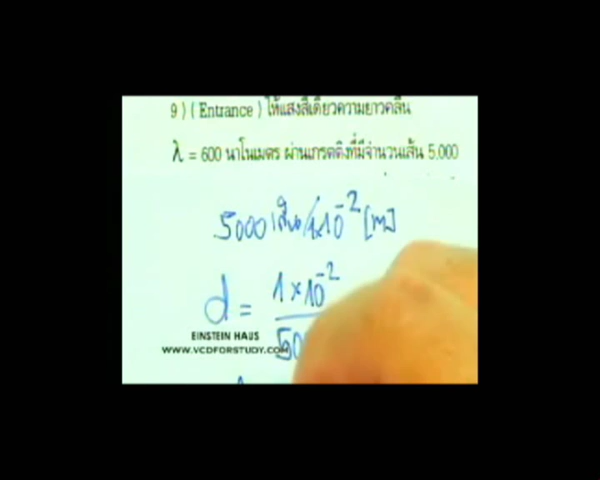 9 ) ( Entrance ) ให้แสงสีเดียวความยาวคลื่น
λ = 600 นาโนเมตร ผ่านเกรตติงที่มีจำนวนเส้น 5,000
5000 เส้น/1x10⁻² [m]
d = 1 × 10⁻²
50
EINSTEIN HAUS
WWW.VCDFORSTUDY.COM